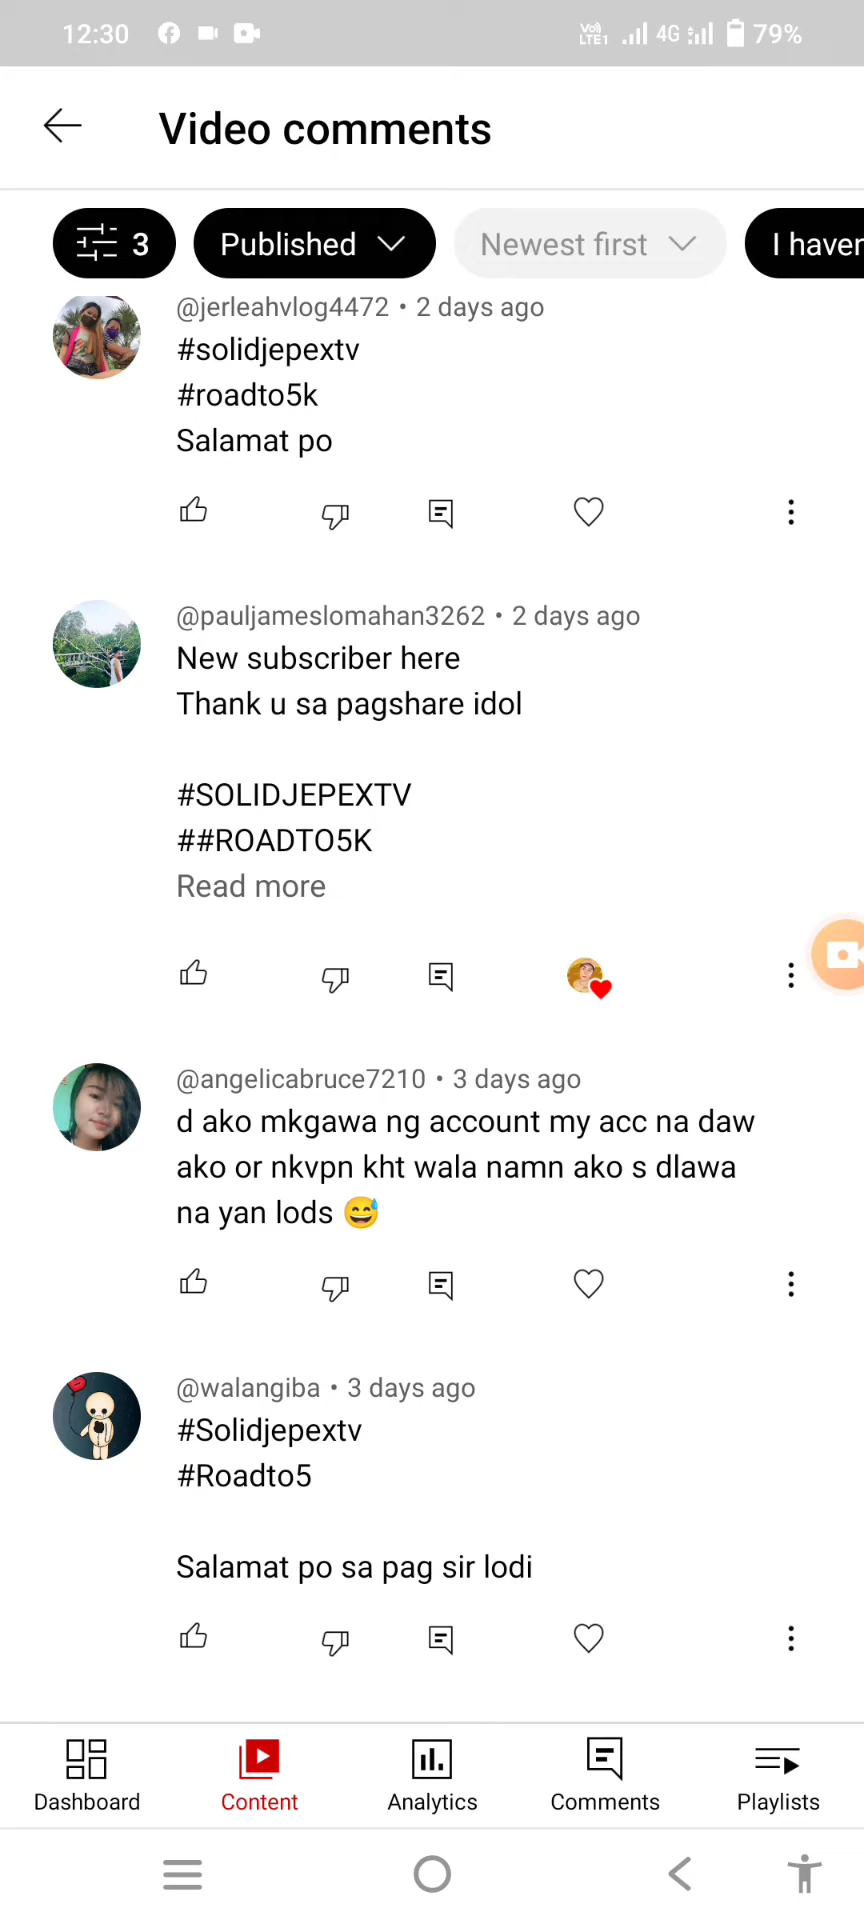 12:30
Vo) LTE1 4G 79%
Video comments
3 Published Newest first I haven
@jerleahvlog4472 • 2 days ago
#solidjepextv
#roadto5k
Salamat po
@pauljameslomahan3262 • 2 days ago
New subscriber here
Thank u sa pagshare idol
#SOLIDJEPEXTV
##ROADTO5K
Read more
@angelicabruce7210 • 3 days ago
d ako mkgawa ng account my acc na daw
ako or nkvpn kht wala namn ako s dlawa
na yan lods 😅
@walangiba • 3 days ago
#Solidjepextv
#Roadto5
Salamat po sa pag sir lodi
Dashboard Content Analytics Comments Playlists